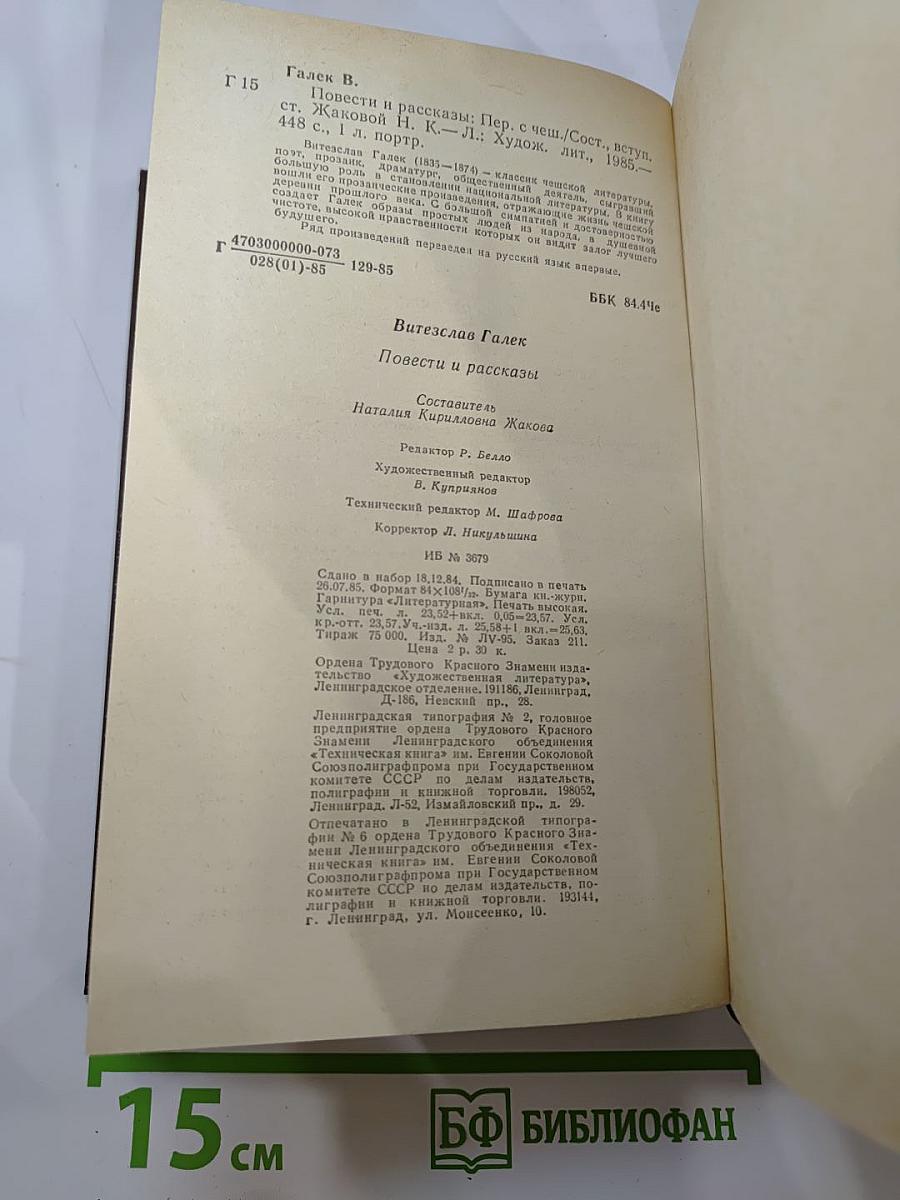 Галек В.
Г 15
Повести и рассказы: Пер. с чеш./Сост., вступ.
ст. Жаковой Н. К.— Л.: Худож. лит., 1985.—
448 с., 1 л. портр.
Витезслав Галек (1835—1874) — классик чешской литературы,
поэт, прозаик, драматург, общественный деятель, сыгравший
большую роль в становлении национальной литературы. В книгу
вошли его прозаические произведения, отражающие жизнь чешской
деревни прошлого века. С большой симпатией и достоверностью
создает Галек образы простых людей из народа, в душевной
чистоте, высокой нравственности которых он видит залог лучшего
будущего.
Ряд произведений переведен на русский язык впервые.
Г 4703000000-073
028(01)-85 129-85
ББК 84.4Че
Витезслав Галек
Повести и рассказы
Составитель
Наталия Кирилловна Жакова
Редактор Р. Белло
Художественный редактор
В. Куприянов
Технический редактор М. Шафрова
Корректор Л. Никульшина
ИБ № 3679
Сдано в набор 18.12.84. Подписано в печать
26.07.85. Формат 84×108¹/₃₂. Бумага кн.-журн.
Гарнитура «Литературная». Печать высокая.
Усл. печ. л. 23,52+вкл. 0,05=23,57. Усл.
кр.-отт. 23,57.Уч.-изд. л. 25,58+1 вкл.=25,63.
Тираж 75 000. Изд. № ЛV-95. Заказ 211.
Цена 2 р. 30 к.
Ордена Трудового Красного Знамени изда-
тельство «Художественная литература»,
Ленинградское отделение. 191186, Ленинград,
Д-186, Невский пр., 28.
Ленинградская типография № 2, головное
предприятие ордена Трудового Красного
Знамени Ленинградского объединения
«Техническая книга» им. Евгении Соколовой
Союзполиграфпрома при Государственном
комитете СССР по делам издательств,
полиграфии и книжной торговли. 198052,
Ленинград. Л-52, Измайловский пр., д. 29.
Отпечатано в Ленинградской типогра-
фии № 6 ордена Трудового Красного Зна-
мени Ленинградского объединения «Тех-
ническая книга» им. Евгении Соколовой
Союзполиграфпрома при Государственном
комитете СССР по делам издательств, по-
лиграфии и книжной торговли. 193144,
г. Ленинград, ул. Моисеенко, 10.
15 см
БФ БИБЛИОФАН